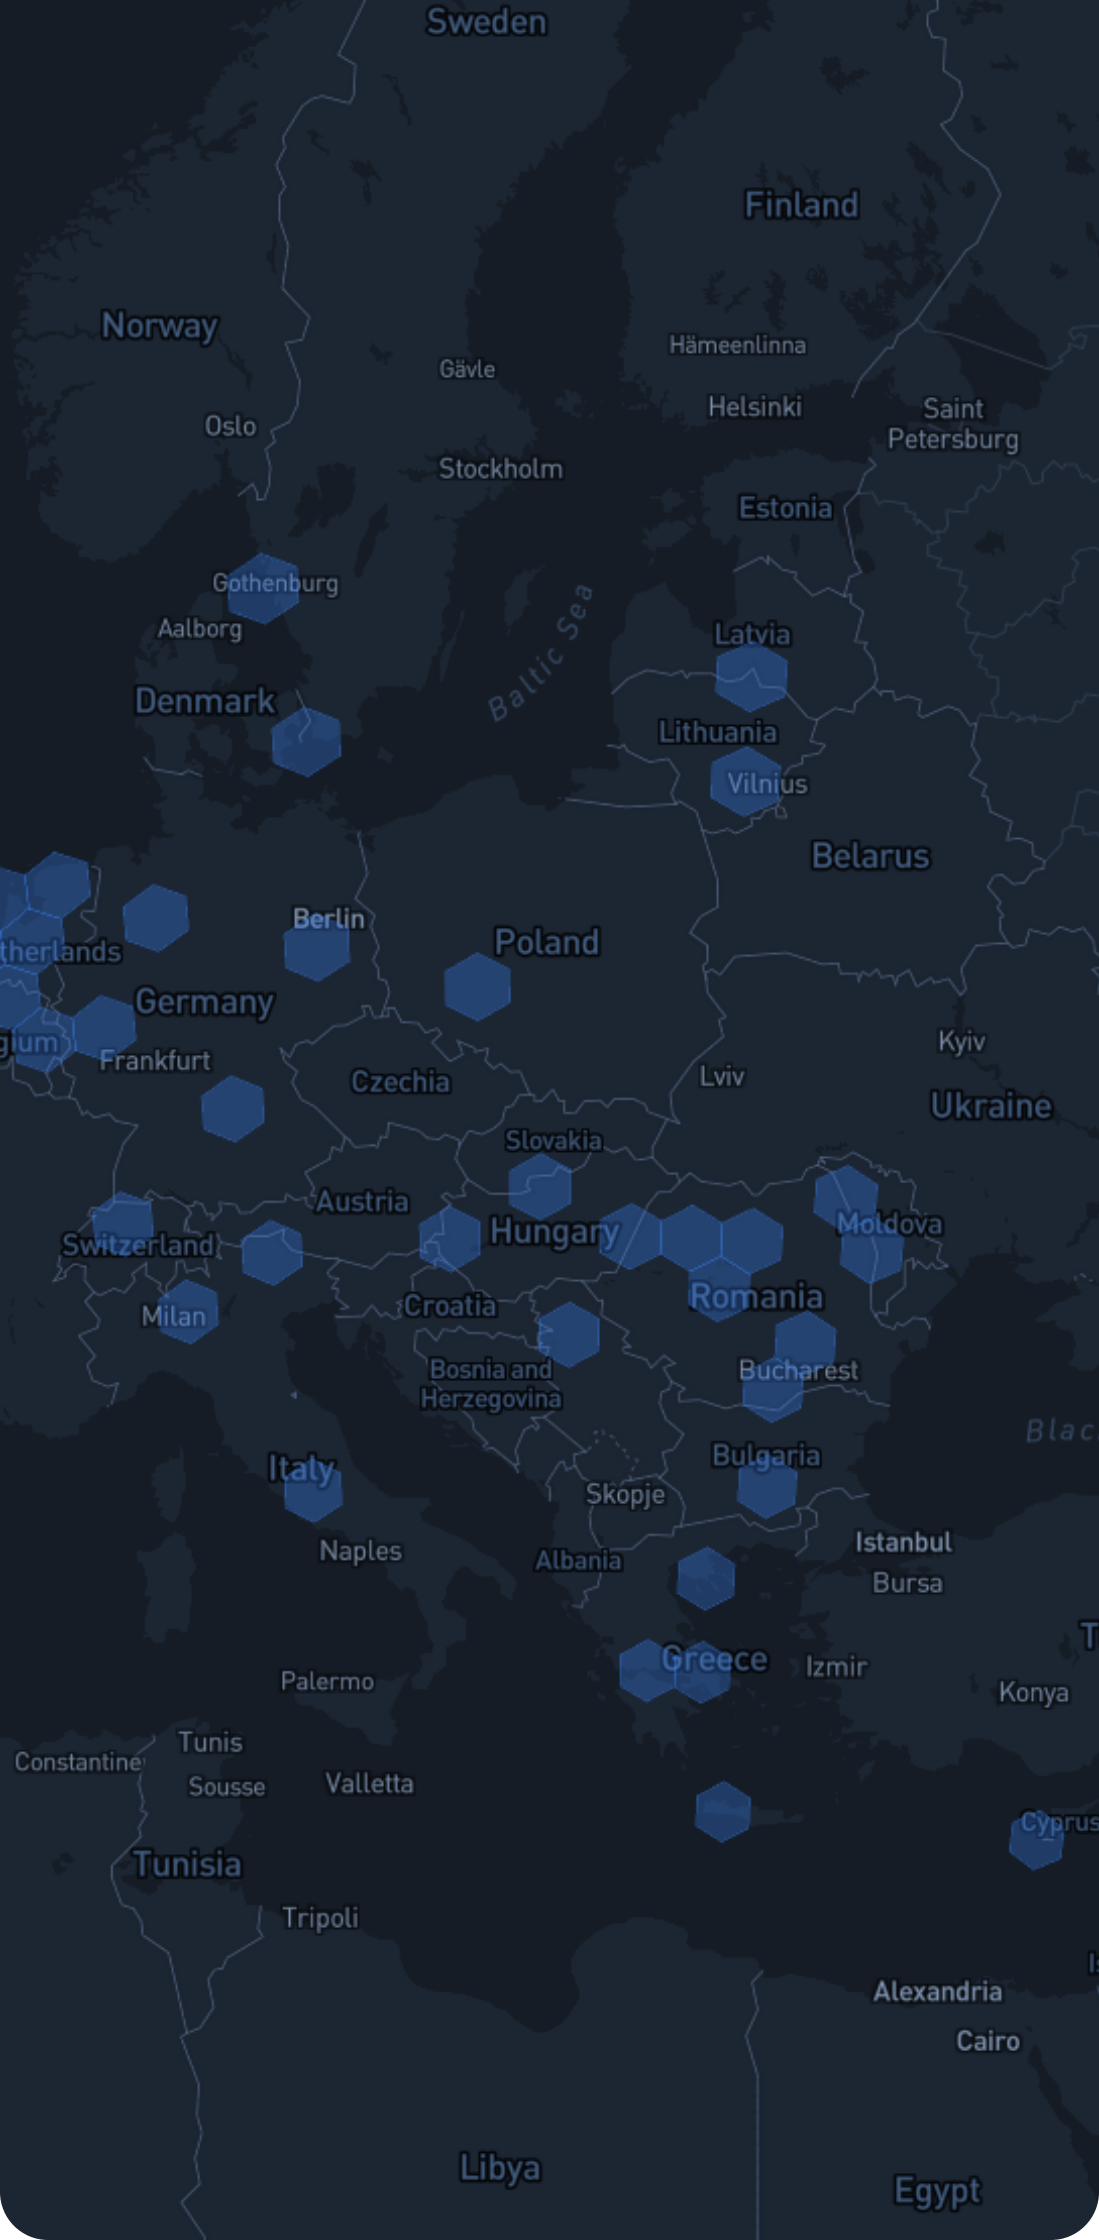 Sweden
Finland
Norway
Hämeenlinna
Gävle
Helsinki
Saint
Petersburg
Oslo
Stockholm
Estonia
Gothenburg
Aalborg
Latvia
Baltic Sea
Denmark
Lithuania
Vilnius
Belarus
Berlin
Poland
therlands
Germany
gium
Frankfurt
Kyiv
Lviv
Czechia
Ukraine
Slovakia
Austria
Hungary
Moldova
Switzerland
Romania
Croatia
Milan
Bosnia and
Herzegovina
Bucharest
Blac
Bulgaria
Italy
Skopje
Istanbul
Naples
Albania
Bursa
T
Greece
Izmir
Palermo
Konya
Tunis
Constantine
Sousse
Valletta
Cyprus
Tunisia
Tripoli
Is
Alexandria
Cairo
Libya
Egypt